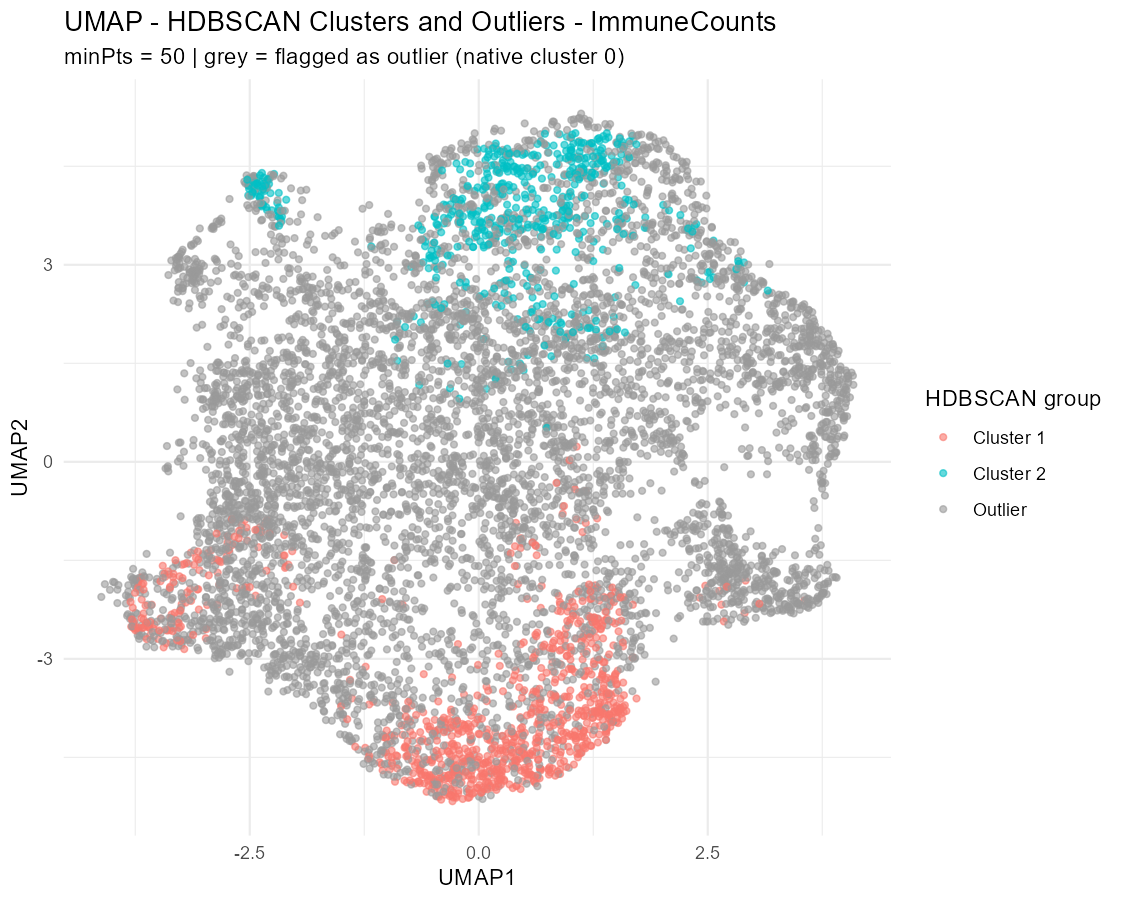 UMAP - HDBSCAN Clusters and Outliers - ImmuneCounts
minPts = 50 | grey = flagged as outlier (native cluster 0)
3
0
-3
UMAP2
-2.5
0.0
2.5
UMAP1
HDBSCAN group
Cluster 1
Cluster 2
Outlier